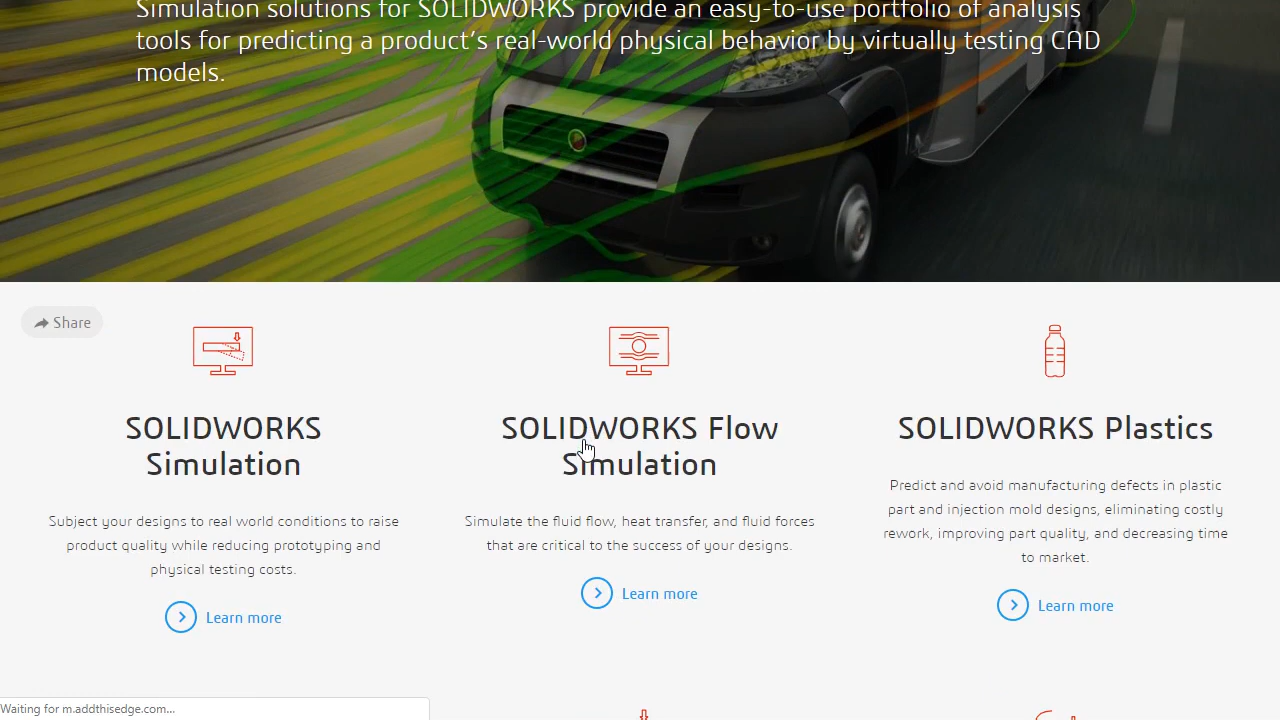 Simulation solutions for SOLIDWORKS provide an easy-to-use portfolio of analysis
tools for predicting a product's real-world physical behavior by virtually testing CAD
models.
Share
SOLIDWORKS
Simulation
Subject your designs to real world conditions to raise
product quality while reducing prototyping and
physical testing costs.
Learn more
SOLIDWORKS Flow
Simulation
Simulate the fluid flow, heat transfer, and fluid forces
that are critical to the success of your designs.
Learn more
SOLIDWORKS Plastics
Predict and avoid manufacturing defects in plastic
part and injection mold designs, eliminating costly
rework, improving part quality, and decreasing time
to market.
Learn more
Waiting for m.addthisedge.com...